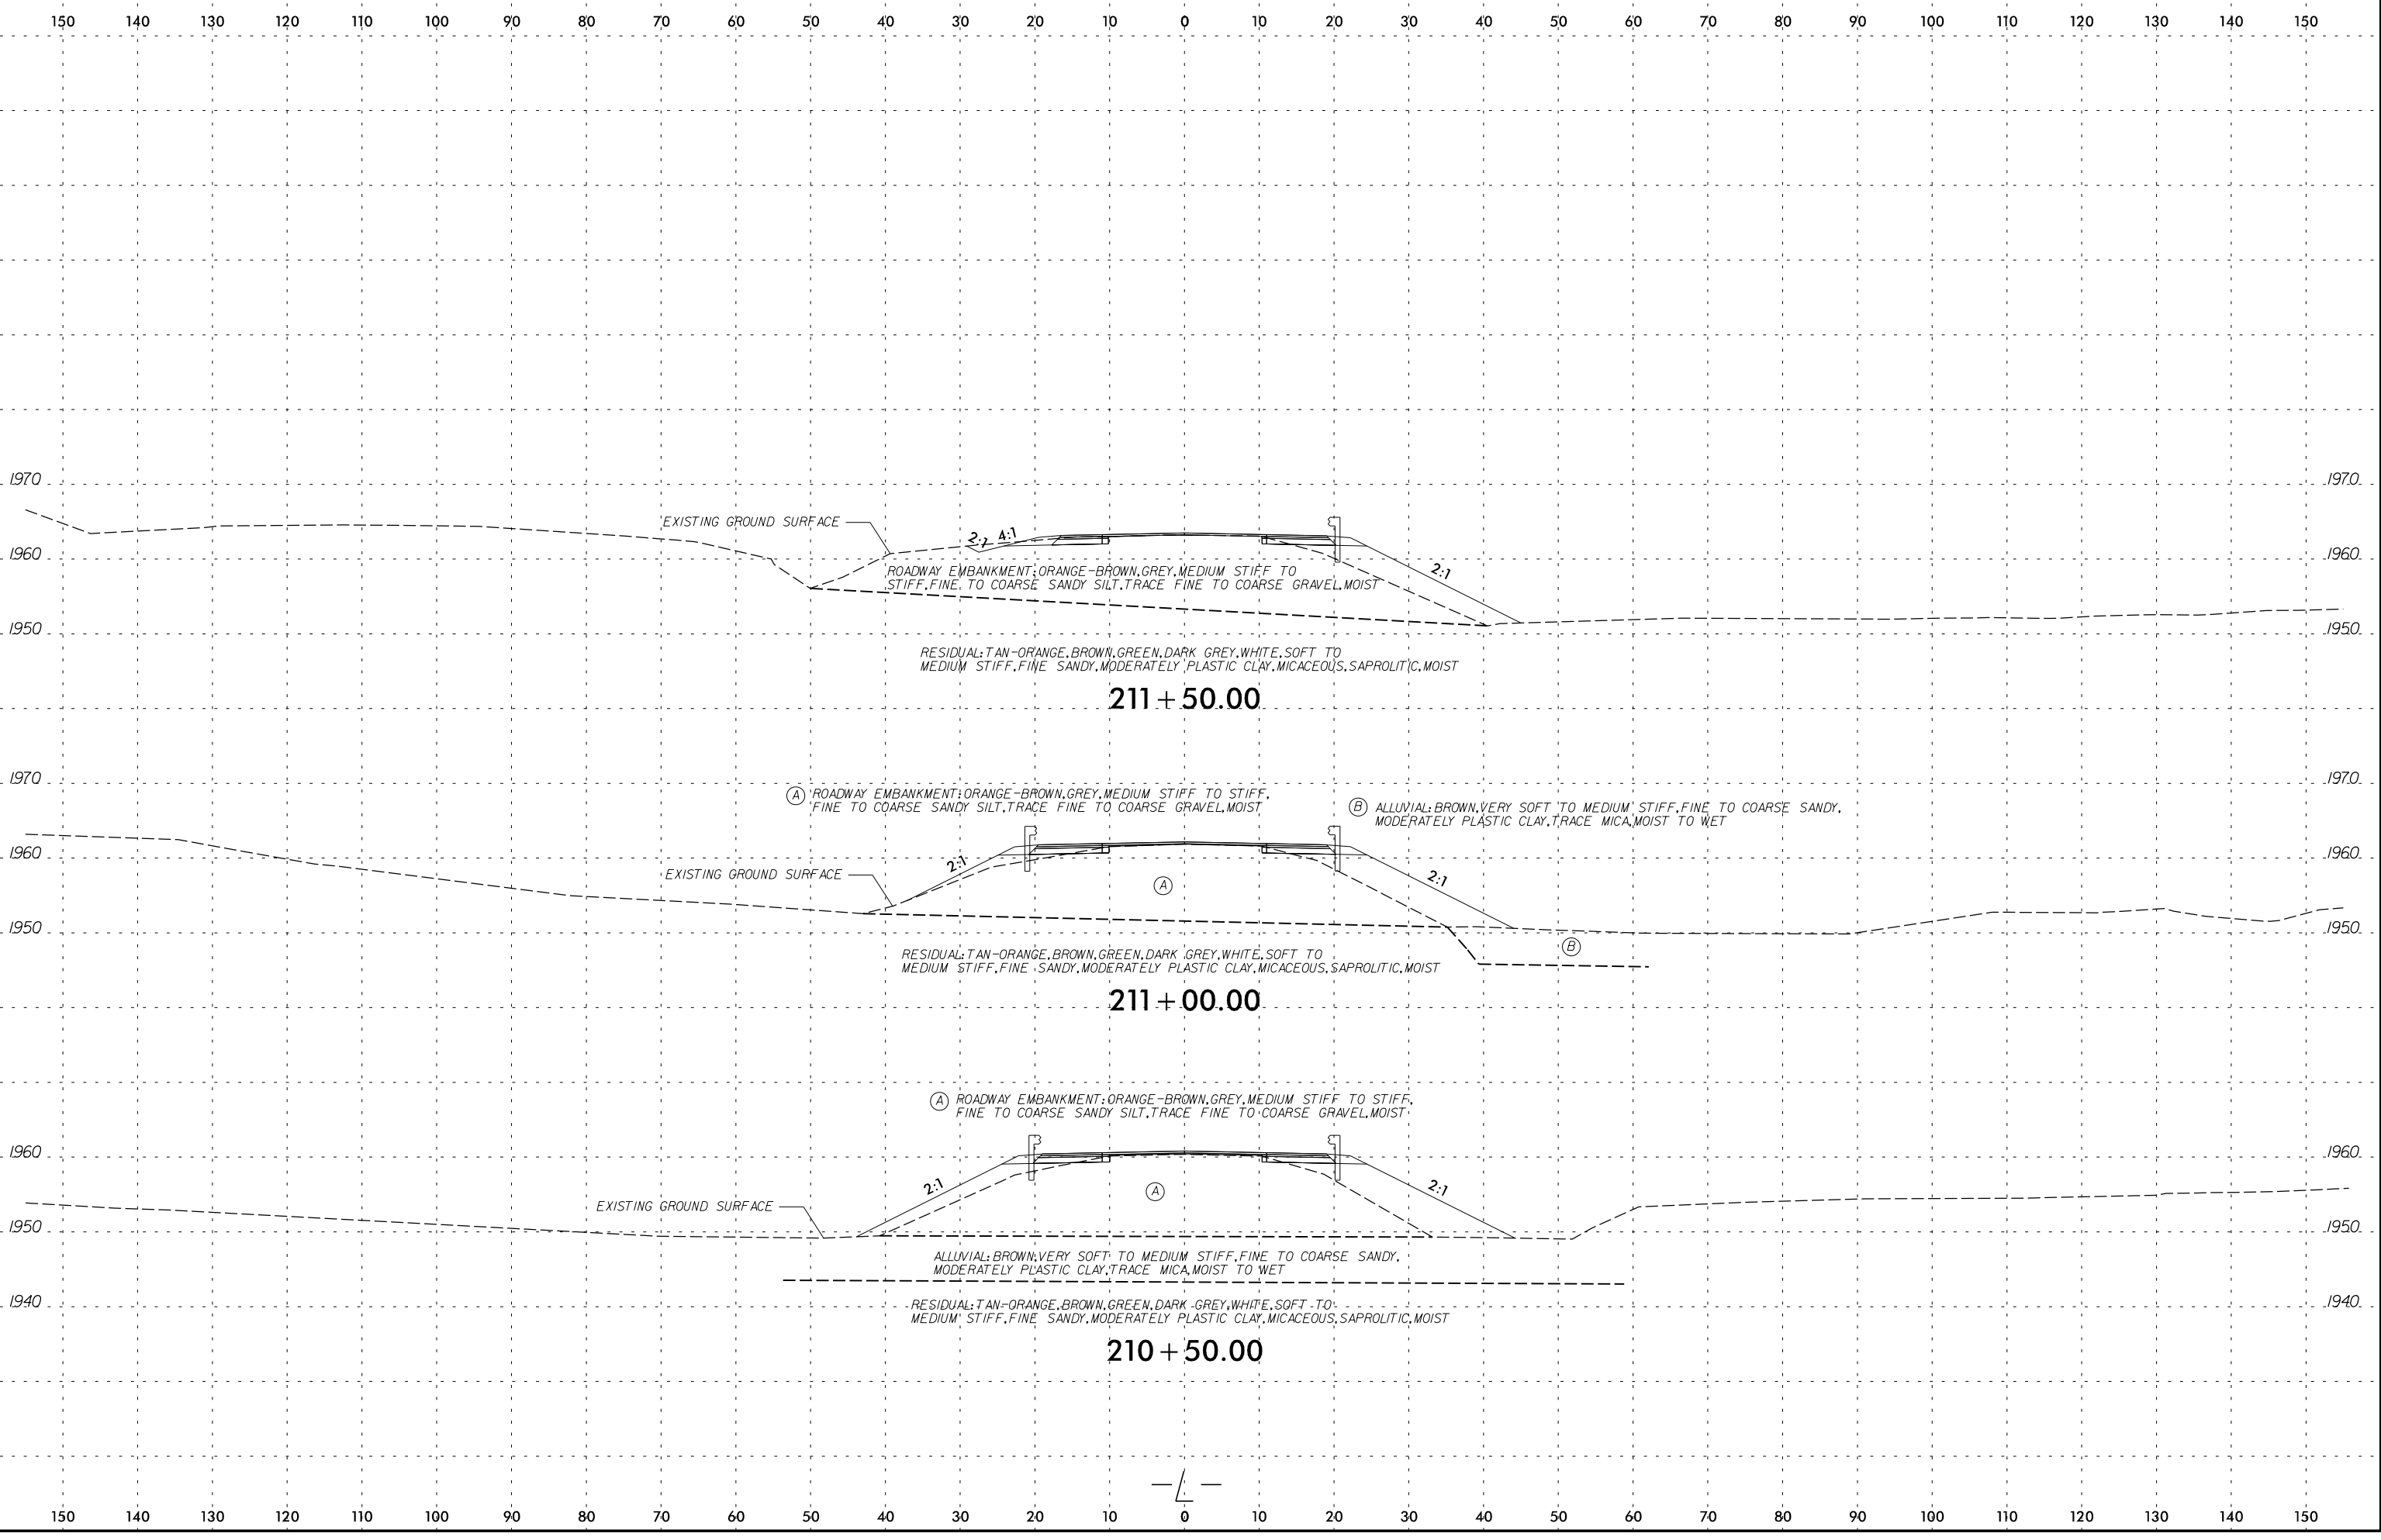 150 140 130 120 110 100 90 80 70 60 50 40 30 20 10 0 10 20 30 40 50 60 70 80 90 100 110 120 130 140 150
1970 1970
EXISTING GROUND SURFACE
2:1 4:1
1960 1960
ROADWAY EMBANKMENT: ORANGE-BROWN, GREY, MEDIUM STIFF TO
STIFF, FINE TO COARSE SANDY SILT, TRACE FINE TO COARSE GRAVEL, MOIST
2:1
1950 1950
RESIDUAL: TAN-ORANGE, BROWN, GREEN, DARK GREY, WHITE, SOFT TO
MEDIUM STIFF, FINE SANDY, MODERATELY PLASTIC CLAY, MICACEOUS, SAPROLITIC, MOIST
211+50.00
1970 1970
A ROADWAY EMBANKMENT: ORANGE-BROWN, GREY, MEDIUM STIFF TO STIFF,
FINE TO COARSE SANDY SILT, TRACE FINE TO COARSE GRAVEL, MOIST
B ALLUVIAL: BROWN, VERY SOFT TO MEDIUM STIFF, FINE TO COARSE SANDY,
MODERATELY PLASTIC CLAY, TRACE MICA, MOIST TO WET
1960 1960
2:1
EXISTING GROUND SURFACE
A
2:1
1950 1950
B
RESIDUAL: TAN-ORANGE, BROWN, GREEN, DARK GREY, WHITE, SOFT TO
MEDIUM STIFF, FINE SANDY, MODERATELY PLASTIC CLAY, MICACEOUS, SAPROLITIC, MOIST
211+00.00
A ROADWAY EMBANKMENT: ORANGE-BROWN, GREY, MEDIUM STIFF TO STIFF,
FINE TO COARSE SANDY SILT, TRACE FINE TO COARSE GRAVEL, MOIST
1960 1960
2:1 A 2:1
EXISTING GROUND SURFACE
1950 1950
ALLUVIAL: BROWN, VERY SOFT TO MEDIUM STIFF, FINE TO COARSE SANDY,
MODERATELY PLASTIC CLAY, TRACE MICA, MOIST TO WET
1940 1940
RESIDUAL: TAN-ORANGE, BROWN, GREEN, DARK GREY, WHITE, SOFT TO
MEDIUM STIFF, FINE SANDY, MODERATELY PLASTIC CLAY, MICACEOUS, SAPROLITIC, MOIST
210+50.00
-L-
150 140 130 120 110 100 90 80 70 60 50 40 30 20 10 0 10 20 30 40 50 60 70 80 90 100 110 120 130 140 150